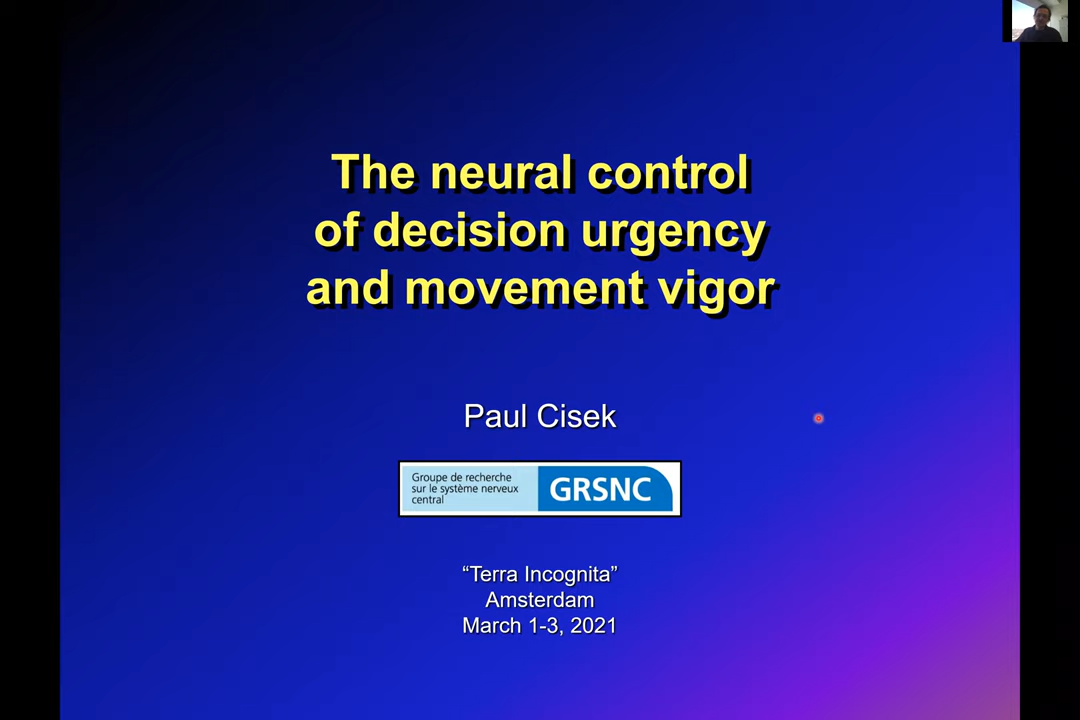 The neural control
of decision urgency
and movement vigor
Paul Cisek
Groupe de recherche
sur le système nerveux
central
GRSNC
“Terra Incognita”
Amsterdam
March 1-3, 2021